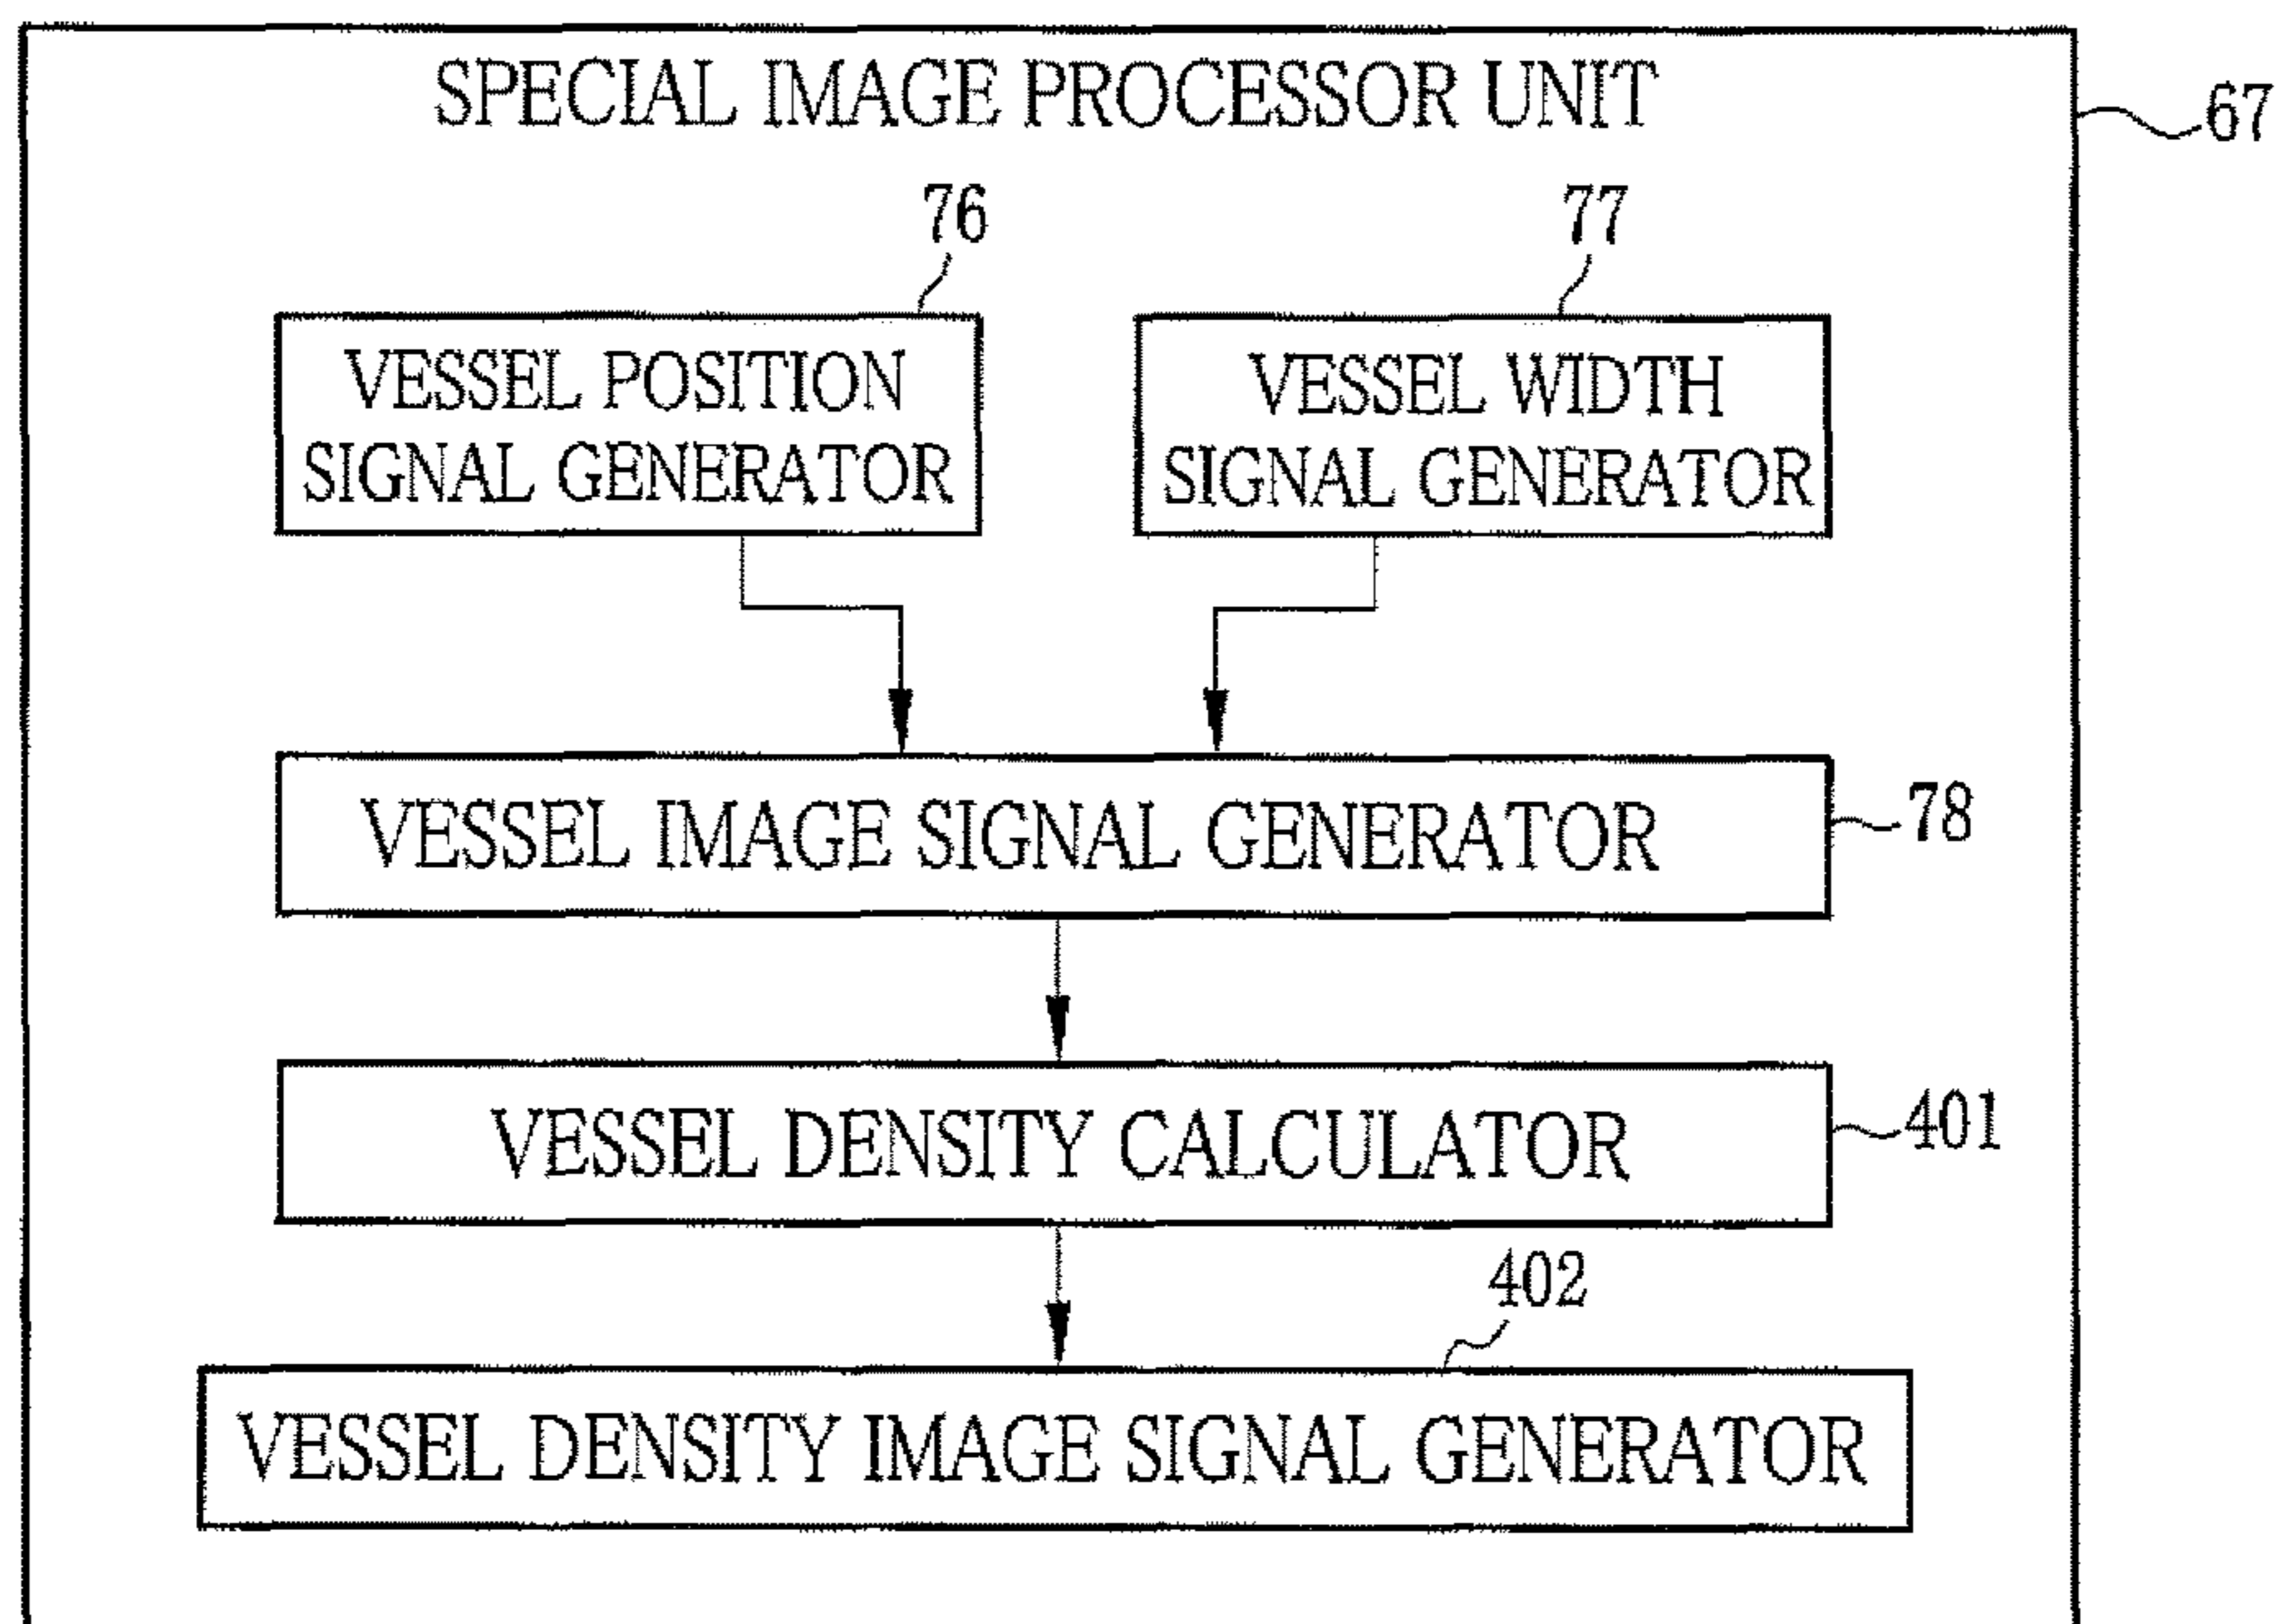 SPECIAL IMAGE PROCESSOR UNIT
67
76
77
VESSEL POSITION
SIGNAL GENERATOR
VESSEL WIDTH
SIGNAL GENERATOR
VESSEL IMAGE SIGNAL GENERATOR
78
VESSEL DENSITY CALCULATOR
401
402
VESSEL DENSITY IMAGE SIGNAL GENERATOR